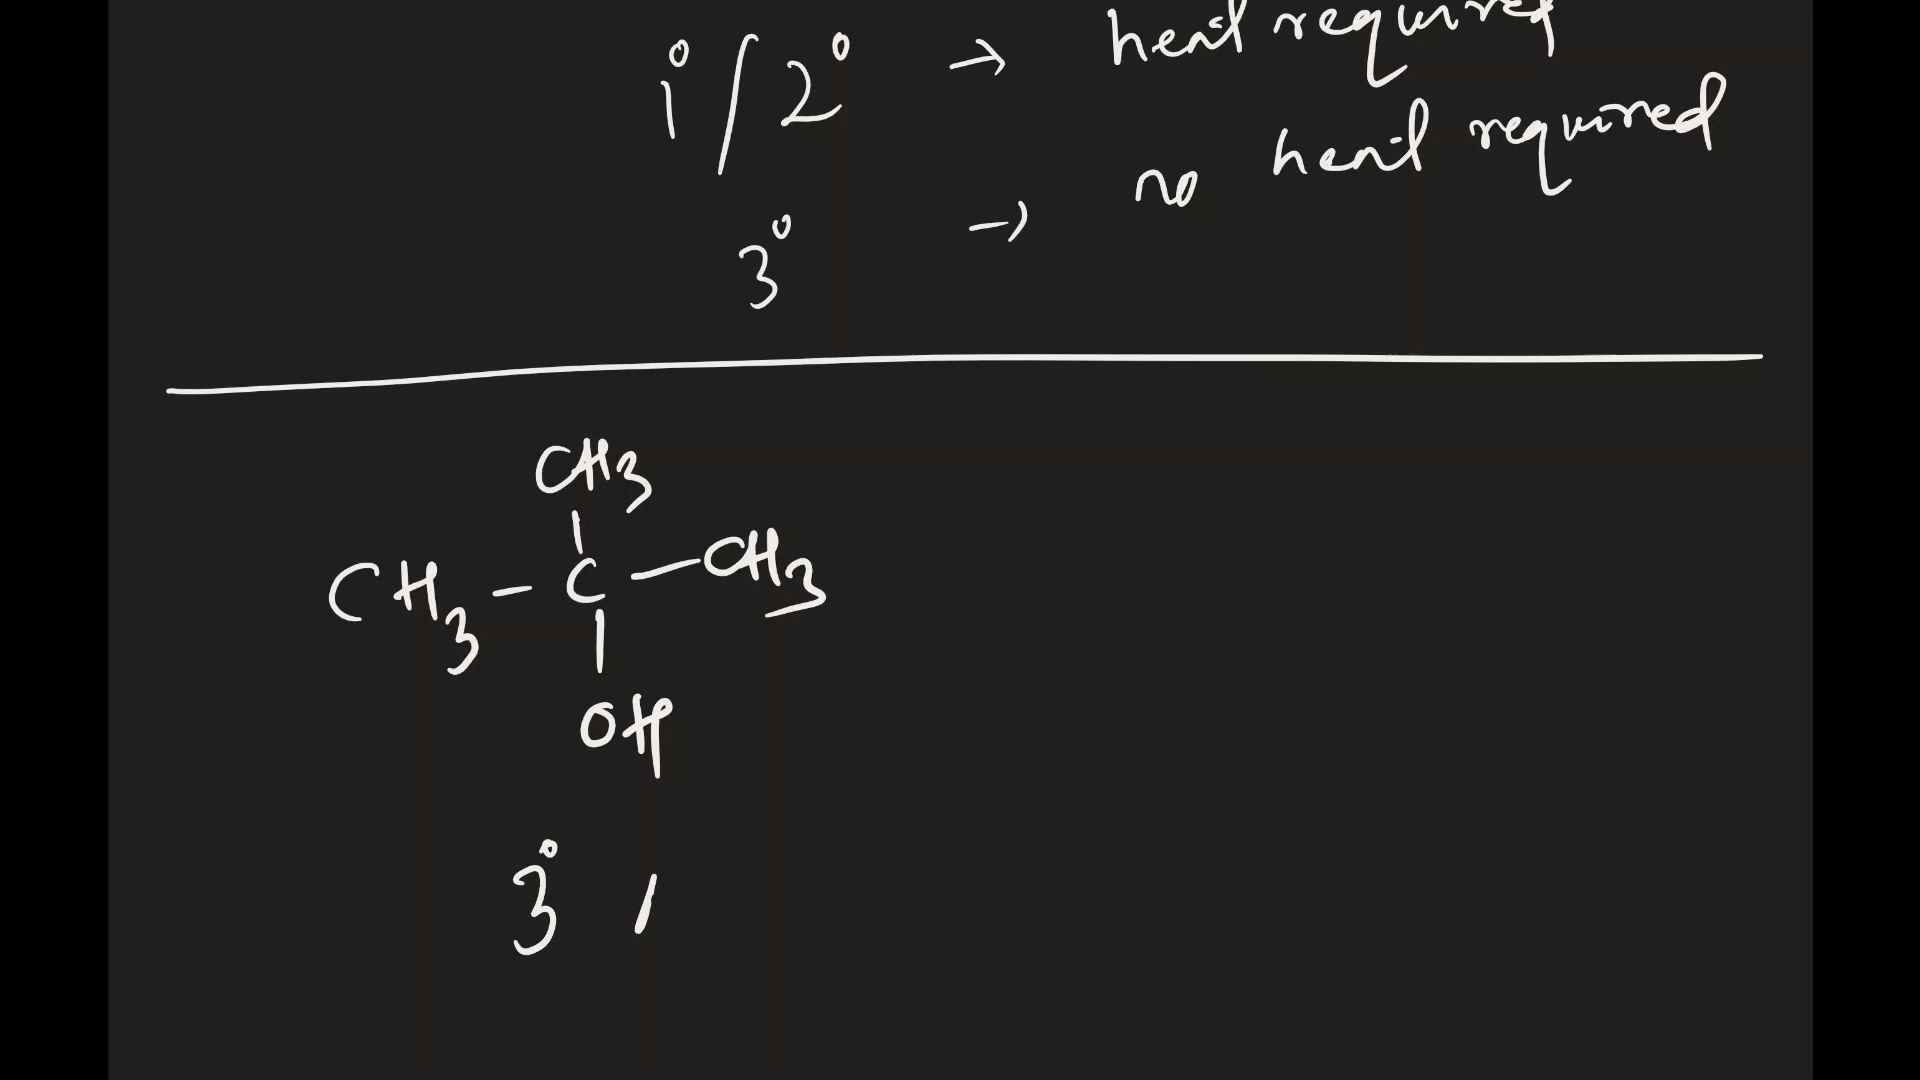 1° / 2° → heat required
3° → no heat required
CH3
CH3 - C - CH3
OH
3°